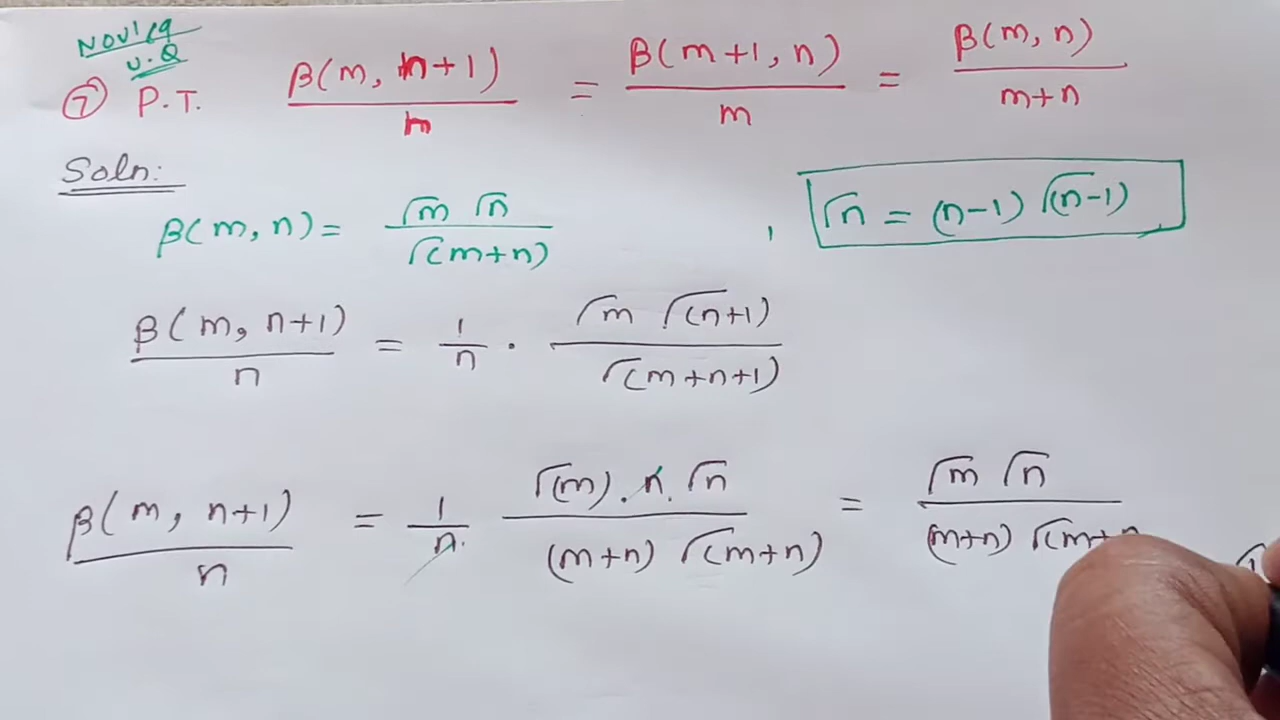 NOV'19
U.Q
⑦ P.T. β(m, n+1)/n = β(m+1, n)/m = β(m, n)/m+n
Soln:
β(m, n) = Γm Γn/Γ(m+n) , Γn = (n-1) Γ(n-1)
β(m, n+1)/n = 1/n · Γm Γ(n+1)/Γ(m+n+1)
β(m, n+1)/n = 1/n. Γ(m) . n. Γn/(m+n) Γ(m+n) = Γm Γn/(m+n) Γ(m+n